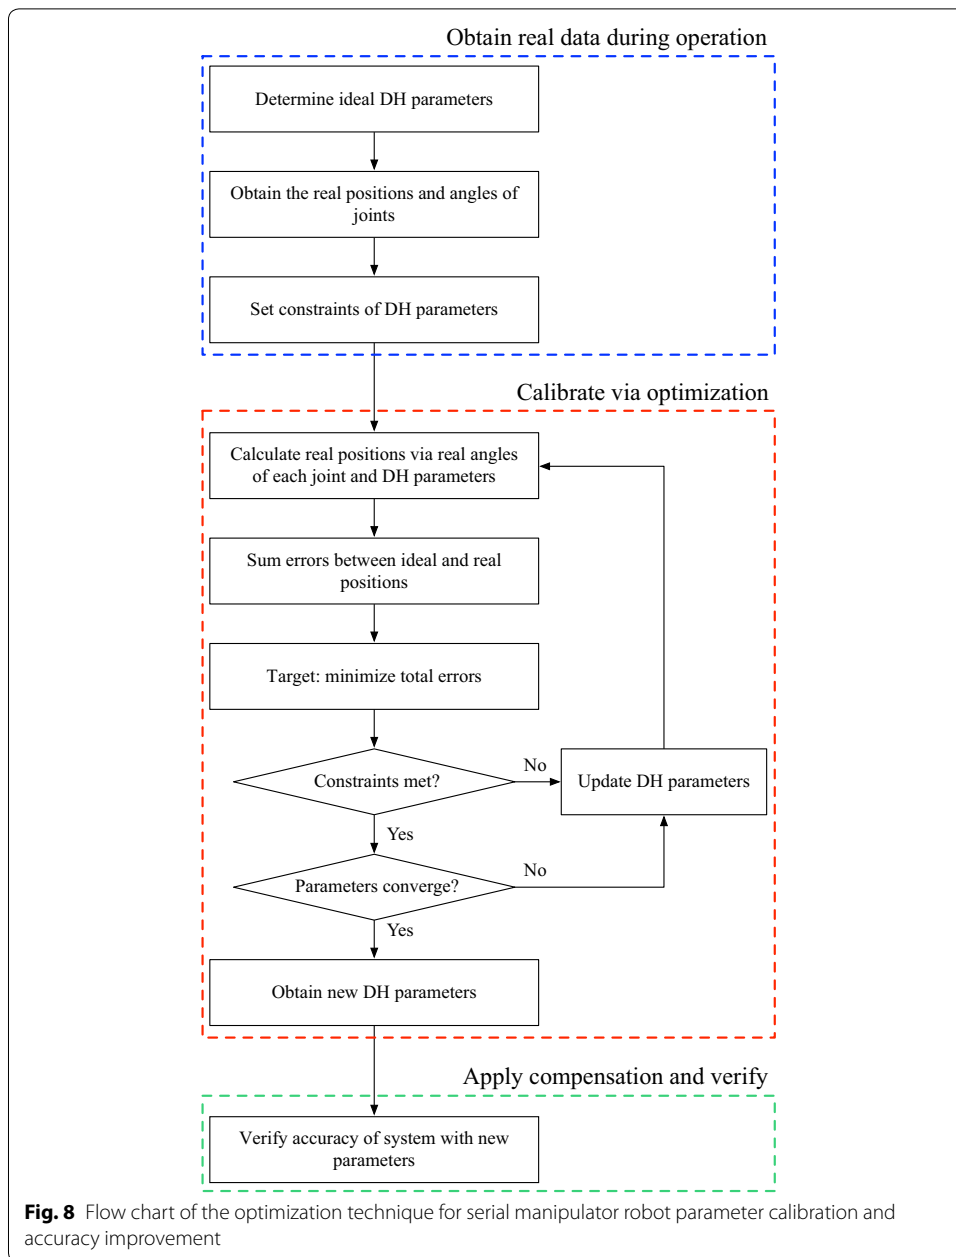 Obtain real data during operation
Determine ideal DH parameters
Obtain the real positions and angles of
joints
Set constraints of DH parameters
Calibrate via optimization
Calculate real positions via real angles
of each joint and DH parameters
Sum errors between ideal and real
positions
Target: minimize total errors
Constraints met?
No
Update DH parameters
Yes
Parameters converge?
No
Yes
Obtain new DH parameters
Apply compensation and verify
Verify accuracy of system with new
parameters
Fig. 8 Flow chart of the optimization technique for serial manipulator robot parameter calibration and
accuracy improvement